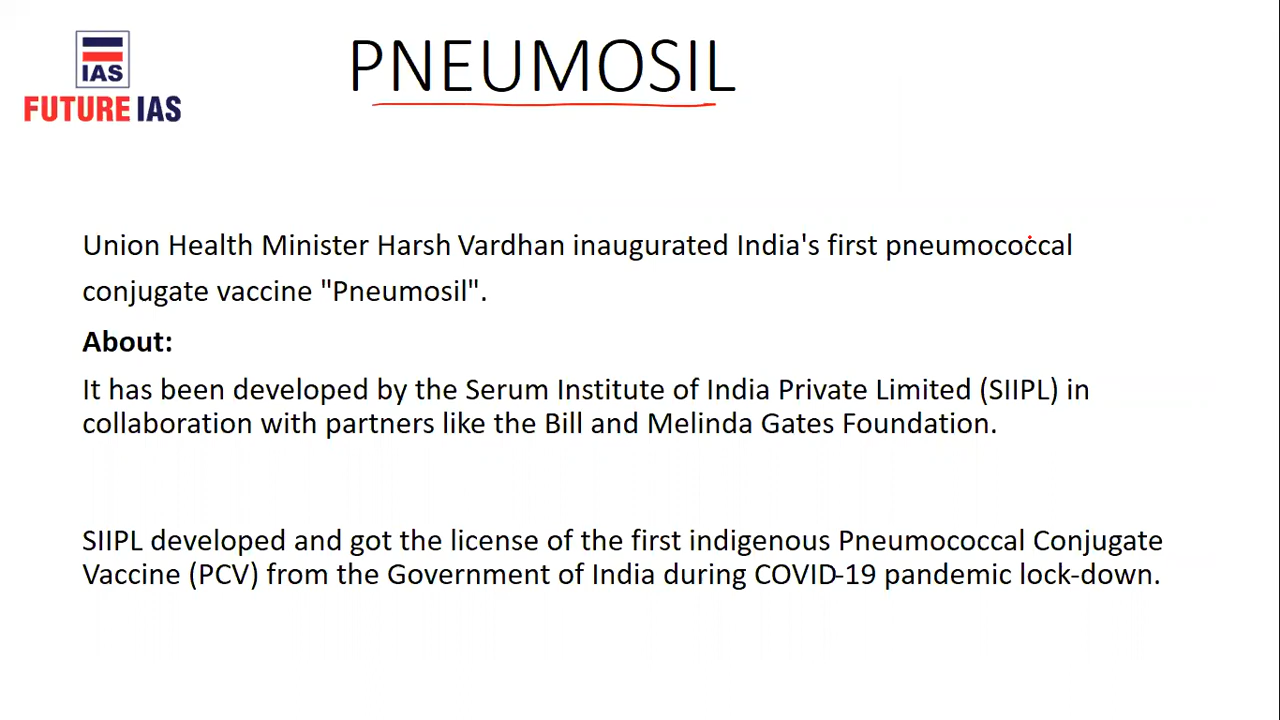 IAS
FUTURE IAS
PNEUMOSIL
Union Health Minister Harsh Vardhan inaugurated India's first pneumococcal
conjugate vaccine "Pneumosil".
About:
It has been developed by the Serum Institute of India Private Limited (SIIPL) in
collaboration with partners like the Bill and Melinda Gates Foundation.
SIIPL developed and got the license of the first indigenous Pneumococcal Conjugate
Vaccine (PCV) from the Government of India during COVID-19 pandemic lock-down.